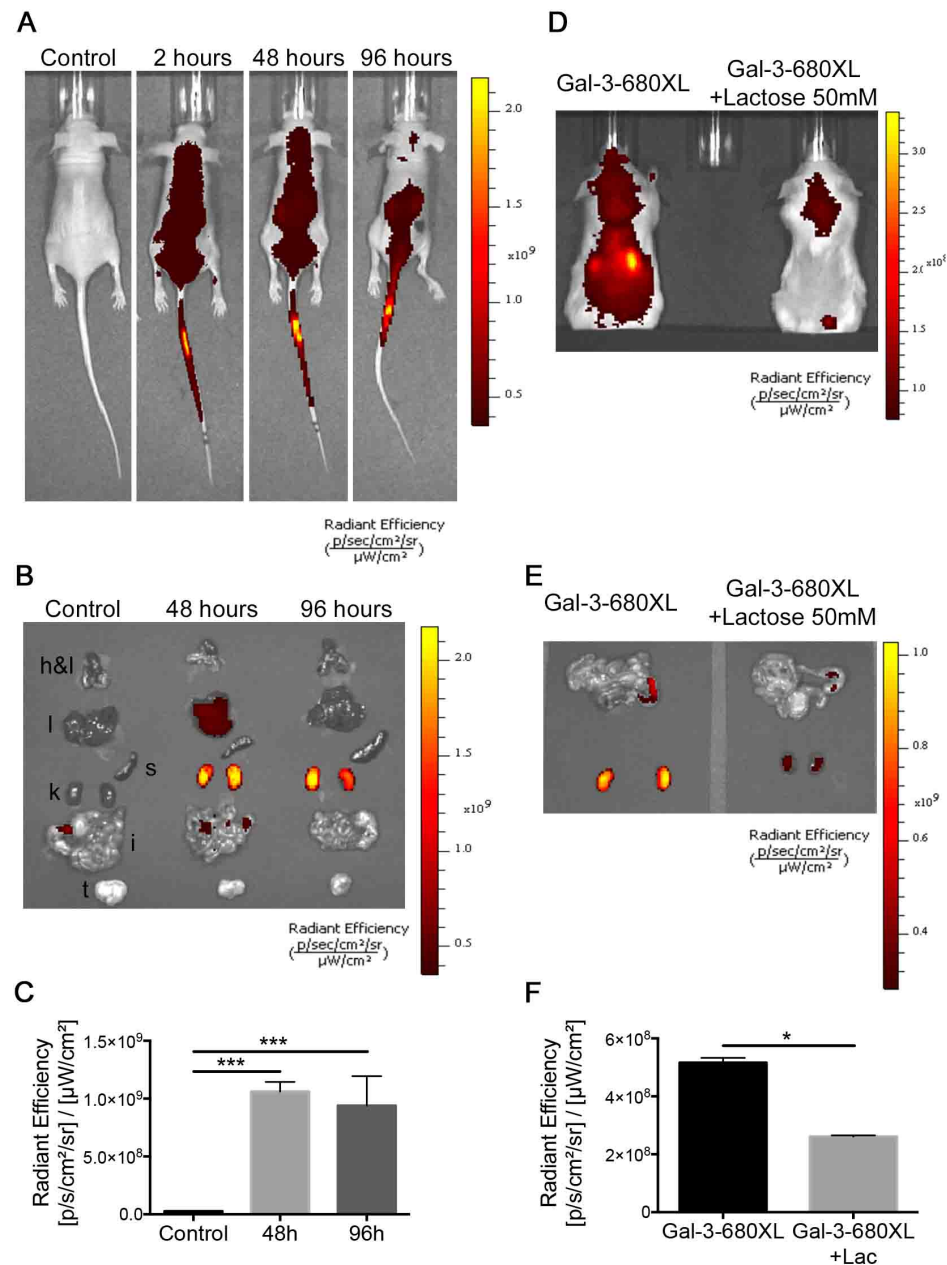 A
Control
2 hours
48 hours
96 hours
2.0
1.5
x10⁹
1.0
0.5
Radiant Efficiency
(p/sec/cm²/sr
µW/cm²)
B
Control
48 hours
96 hours
h&l
l
s
k
i
t
2.0
1.5
x10⁹
1.0
0.5
Radiant Efficiency
(p/sec/cm²/sr
µW/cm²)
C
Radiant Efficiency
[p/s/cm²/sr] / [µW/cm²]
1.5×10⁹
1.0×10⁹
5.0×10⁸
0.0
***
***
Control
48h
96h
D
Gal-3-680XL
Gal-3-680XL
+Lactose 50mM
3.0
2.5
x10⁸
2.0
1.5
1.0
Radiant Efficiency
(p/sec/cm²/sr
µW/cm²)
E
Gal-3-680XL
Gal-3-680XL
+Lactose 50mM
1.0
0.8
x10⁹
0.6
0.4
Radiant Efficiency
(p/sec/cm²/sr
µW/cm²)
F
Radiant Efficiency
[p/s/cm²/sr] / [µW/cm²]
6×10⁸
4×10⁸
2×10⁸
0
*
Gal-3-680XL
Gal-3-680XL
+Lac